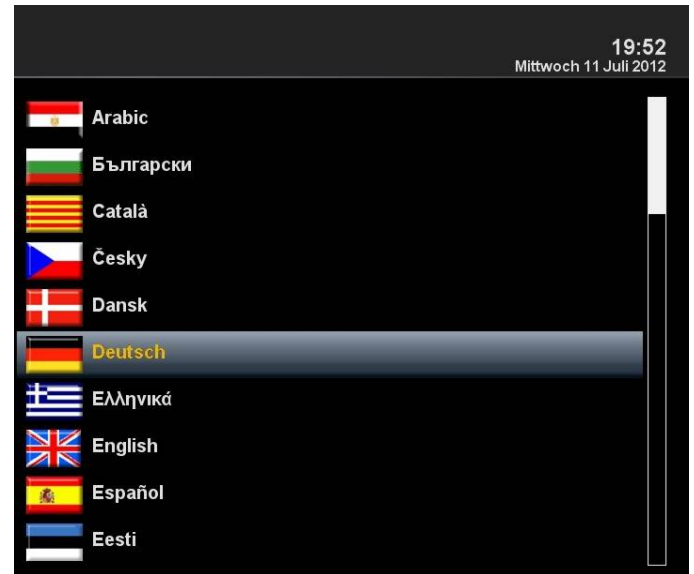 19:52
Mittwoch 11 Juli 2012
Arabic
Български
Català
Česky
Dansk
Deutsch
Ελληνικά
English
Español
Eesti